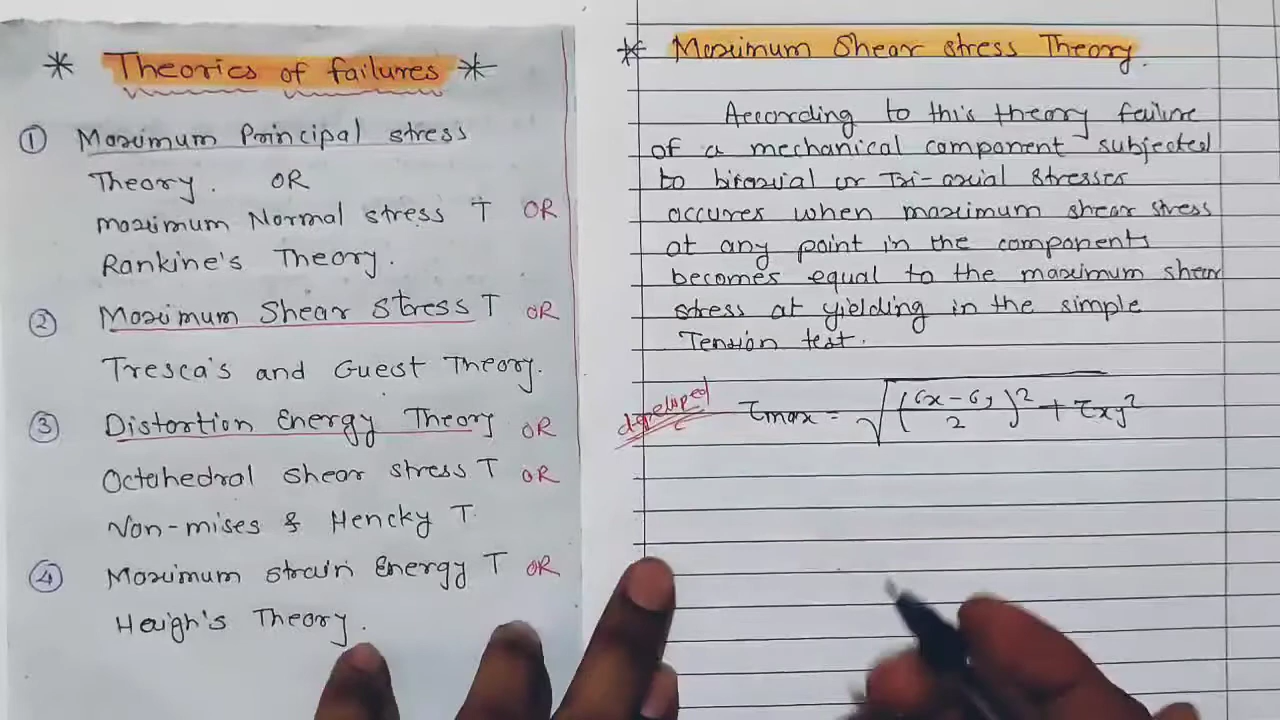 * Theories of failures *
① Maximum Principal stress
Theory. OR
maximum Normal stress T OR
Rankine's Theory.
② Maximum Shear Stress T OR
Tresca's and Guest Theory.
③ Distortion Energy Theory OR
Octahedral shear stress T OR
Von-mises & Hencky T.
④ Maximum strain Energy T OR
Heigh's Theory.
* Maximum Shear stress Theory.
According to this theory failure
of a mechanical component subjected
to biaxial or Tri-axial stresses
occures when maximum shear stress
at any point in the components
becomes equal to the maximum shear
stress at yielding in the simple
Tension test.
developed τmax = √((σx - σy)/2)² + τxy²